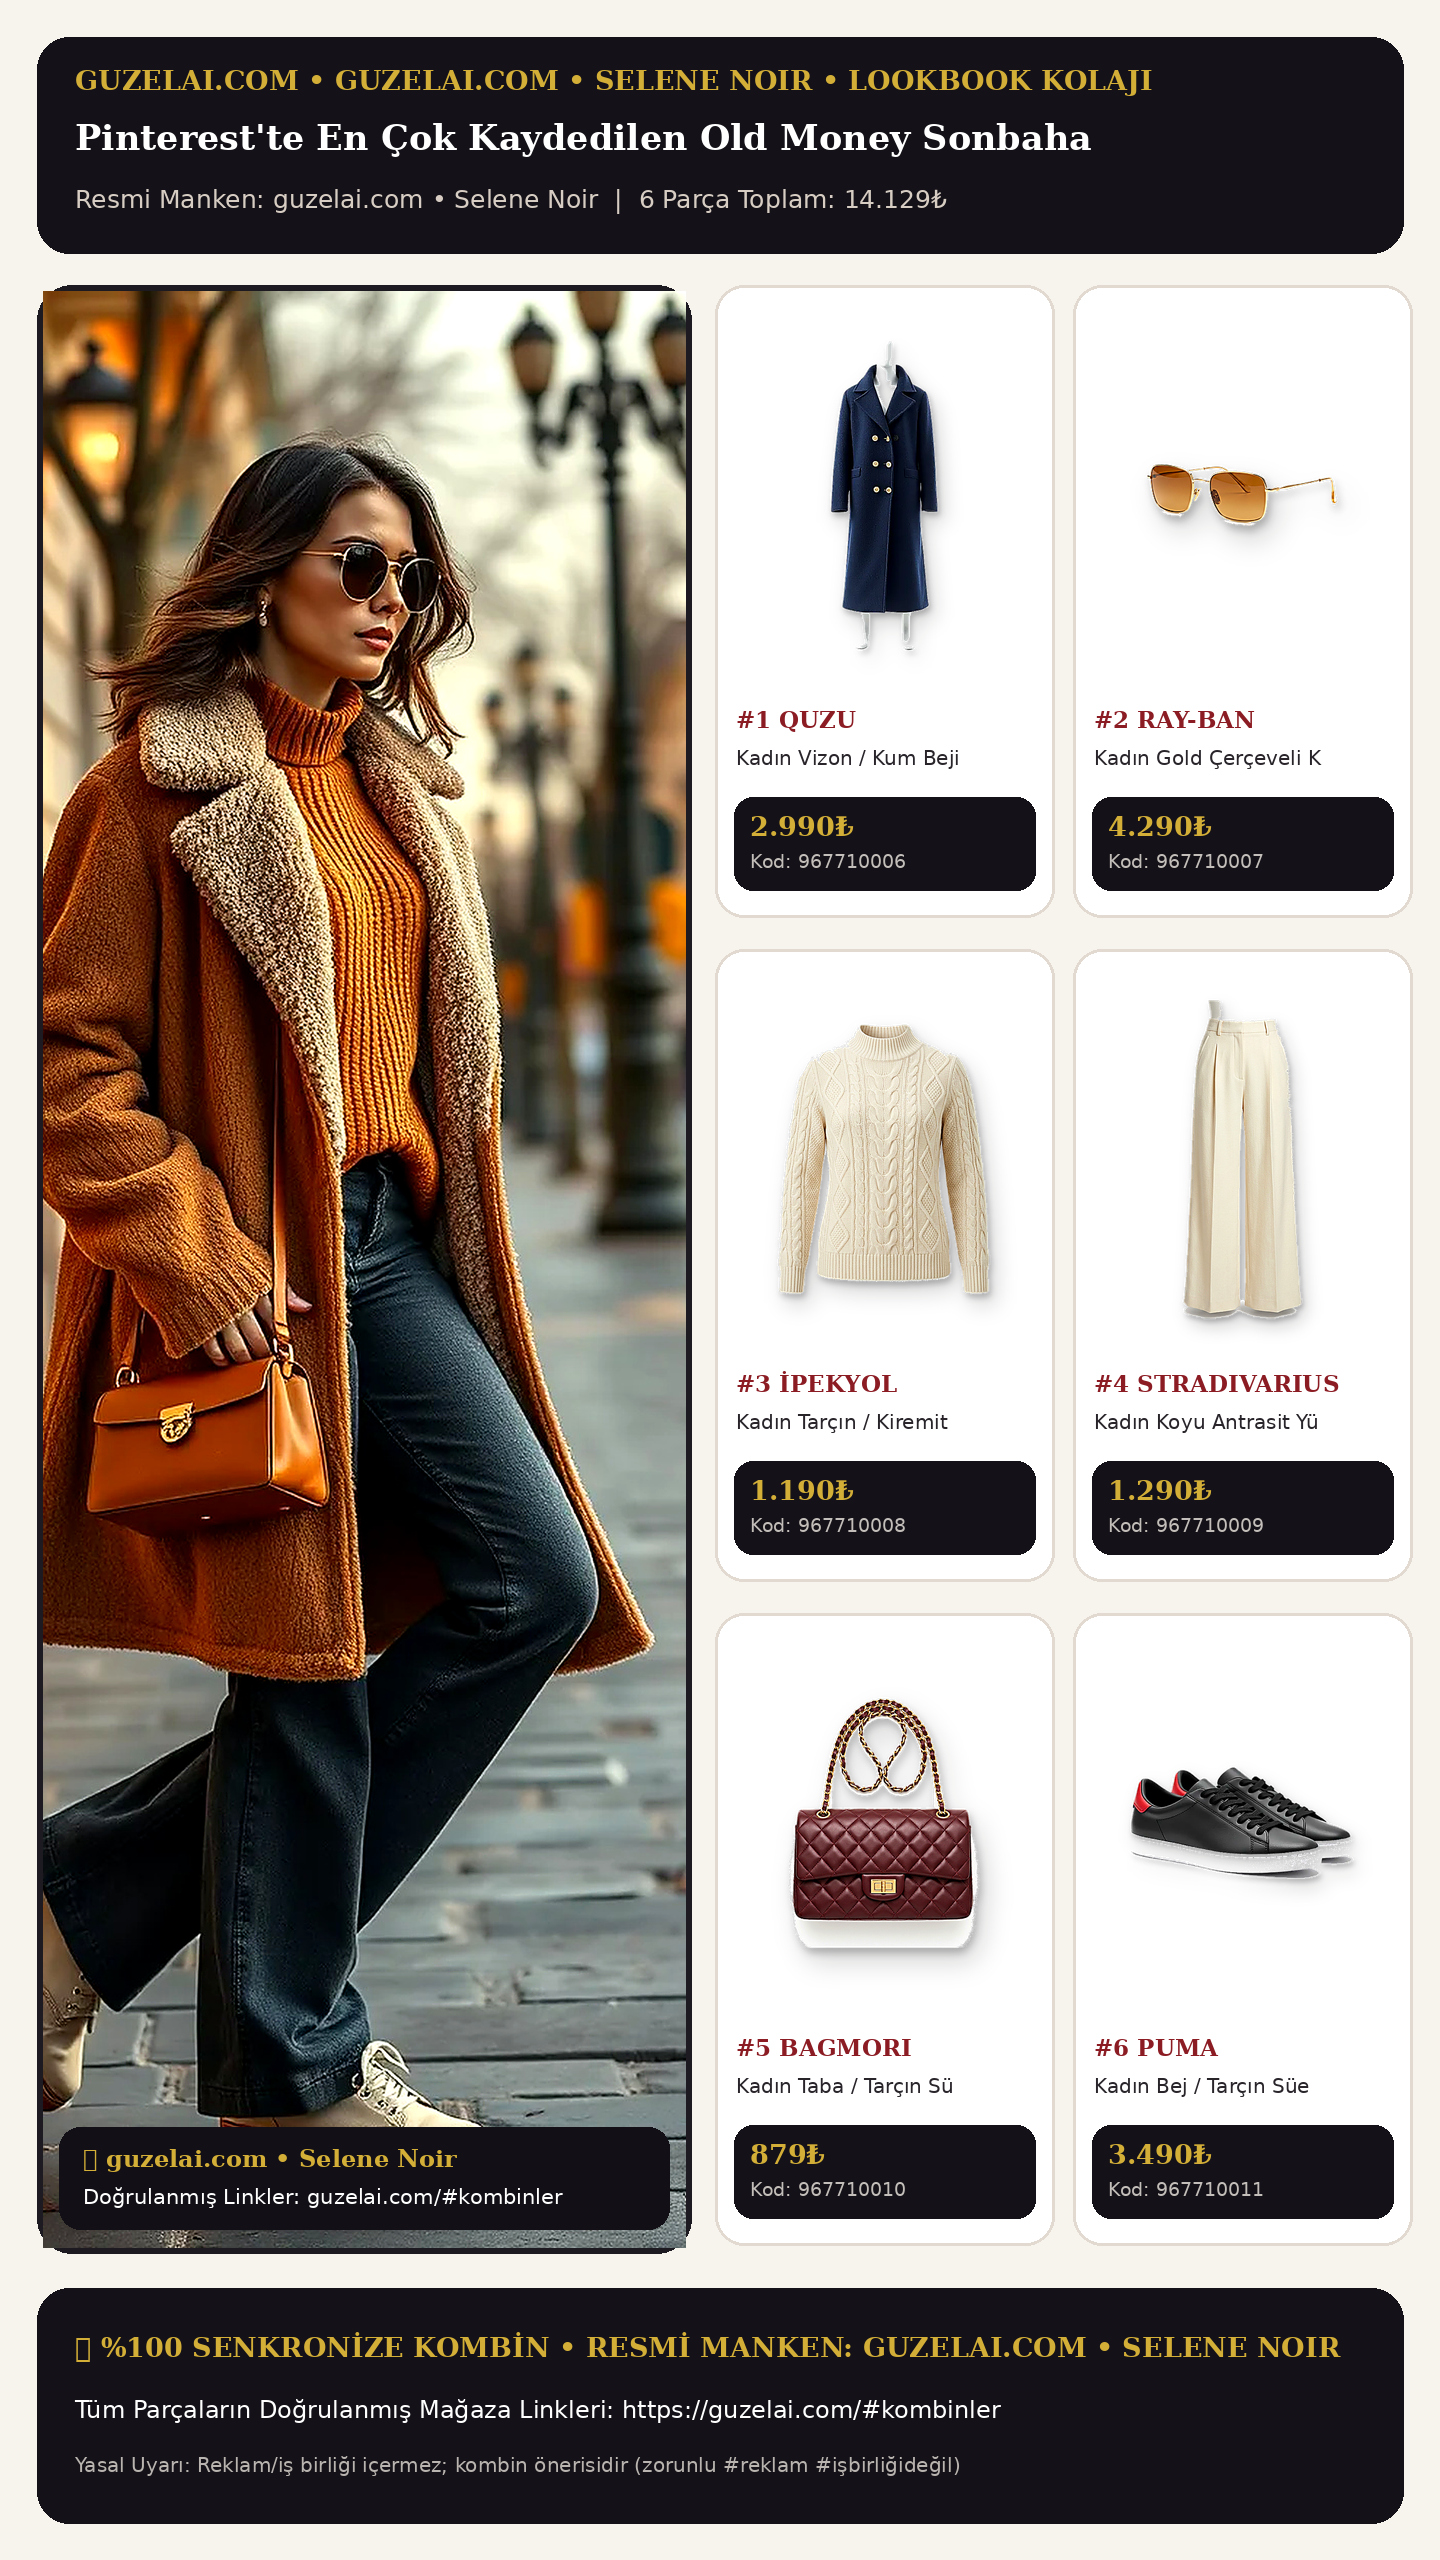 GUZELAI.COM • GUZELAI.COM • SELENE NOIR • LOOKBOOK KOLAJI
Pinterest'te En Çok Kaydedilen Old Money Sonbaha
Resmi Manken: guzelai.com • Selene Noir | 6 Parça Toplam: 14.129₺
#1 QUZU
Kadın Vizon / Kum Beji
2.990₺
Kod: 967710006
#2 RAY-BAN
Kadın Gold Çerçeveli K
4.290₺
Kod: 967710007
#3 İPEKYOL
Kadın Tarçın / Kiremit
1.190₺
Kod: 967710008
#4 STRADIVARIUS
Kadın Koyu Antrasit Yü
1.290₺
Kod: 967710009
#5 BAGMORI
Kadın Taba / Tarçın Sü
879₺
Kod: 967710010
#6 PUMA
Kadın Bej / Tarçın Süe
3.490₺
Kod: 967710011
guzelai.com • Selene Noir
Doğrulanmış Linkler: guzelai.com/#kombinler
%100 SENKRONİZE KOMBİN • RESMİ MANKEN: GUZELAI.COM • SELENE NOIR
Tüm Parçaların Doğrulanmış Mağaza Linkleri: https://guzelai.com/#kombinler
Yasal Uyarı: Reklam/iş birliği içermez; kombin önerisidir (zorunlu #reklam #işbirliğideğil)